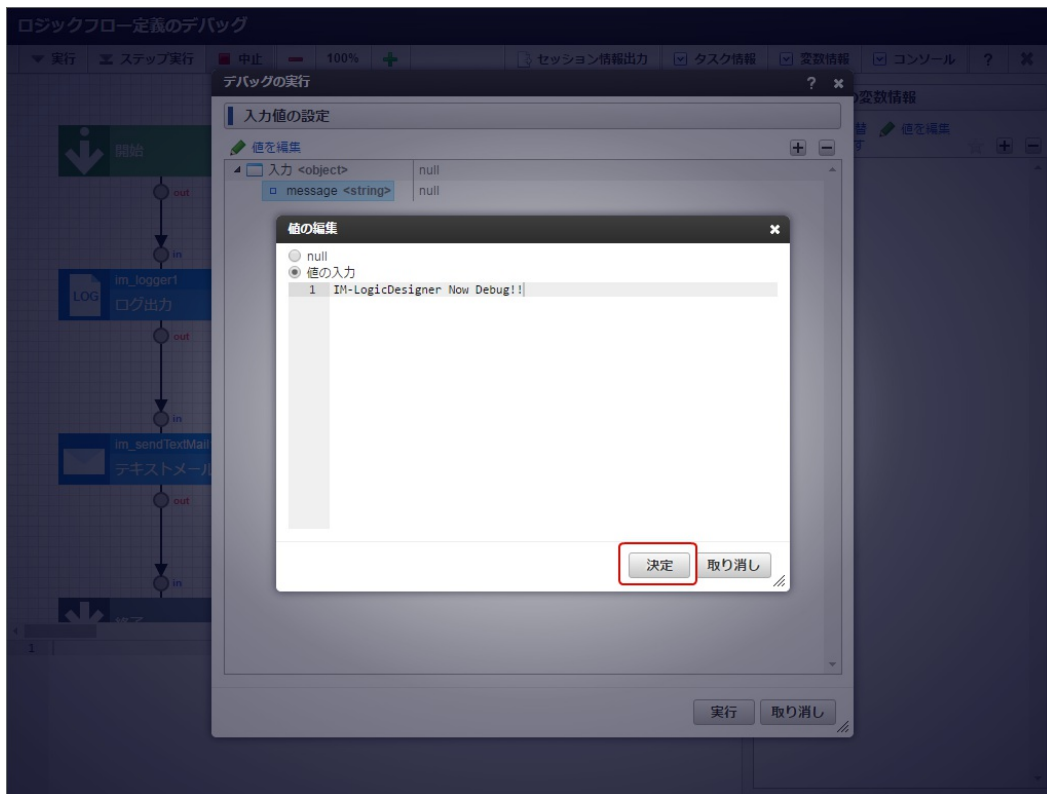 ロジックフロー定義のデバッグ
実行 ステップ実行 中止 100% セッション情報出力 タスク情報 変数情報 コンソール ?
デバッグの実行 ?
変数情報
入力値の設定
値を編集
替 値を編集
す
開始
入力 <object> null
message <string> null
out
in
値の編集
null
値の入力
1 IM-LogicDesigner Now Debug!!
im_logger1
LOG ログ出力
out
in
im_sendTextMail
テキストメール
out
決定 取り消し
in
終了
1
実行 取り消し